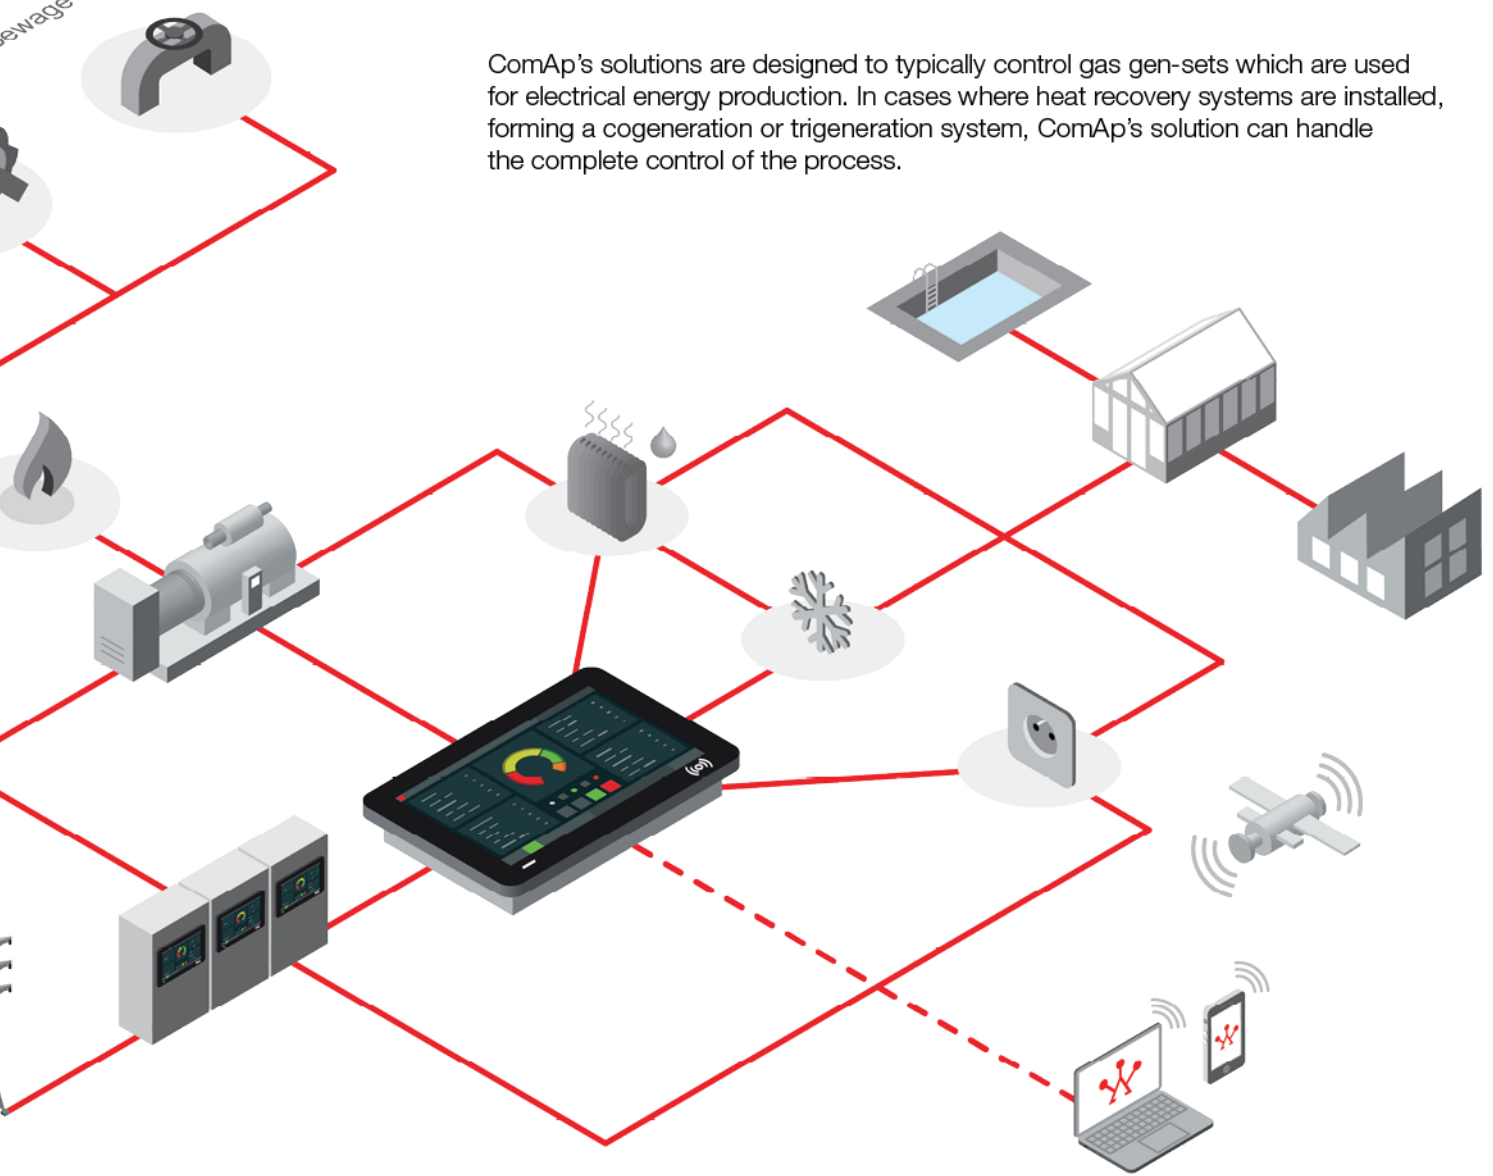 sewage
ComAp’s solutions are designed to typically control gas gen-sets which are used
for electrical energy production. In cases where heat recovery systems are installed,
forming a cogeneration or trigeneration system, ComAp’s solution can handle
the complete control of the process.